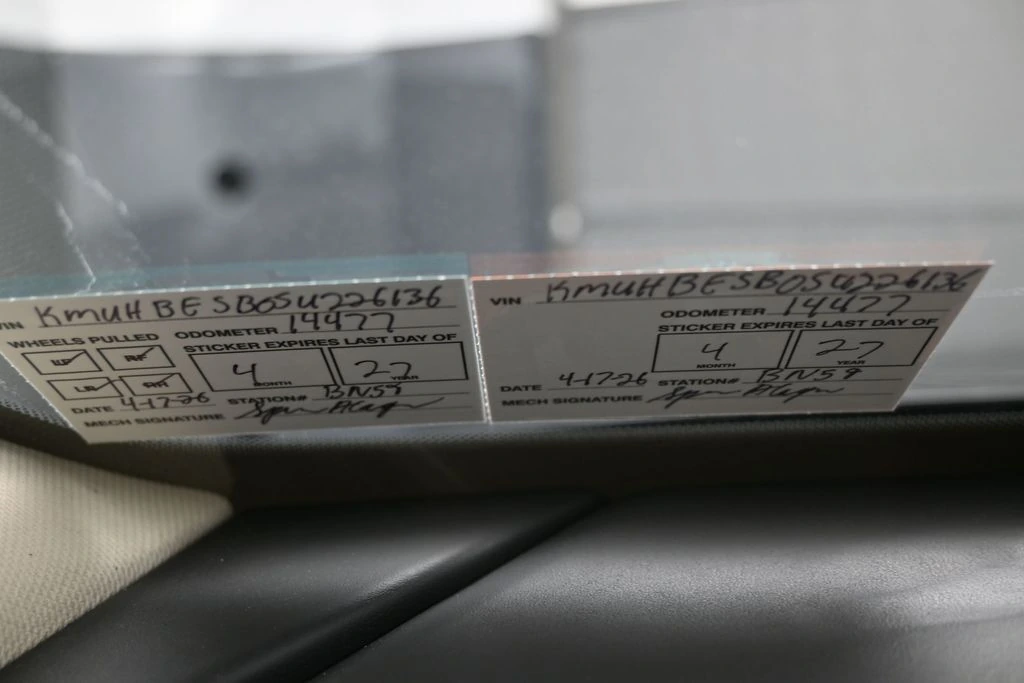 VIN KMUHBESB0SU226136
WHEELS PULLED ODOMETER 14477
STICKER EXPIRES LAST DAY OF
LF RF 4 27
MONTH YEAR
LR RR
DATE 4-17-26 STATION# BN59
MECH SIGNATURE
VIN KMUHBESB0SU226136
ODOMETER 14477
STICKER EXPIRES LAST DAY OF
4 27
MONTH YEAR
DATE 4-17-26 STATION# BN59
MECH SIGNATURE